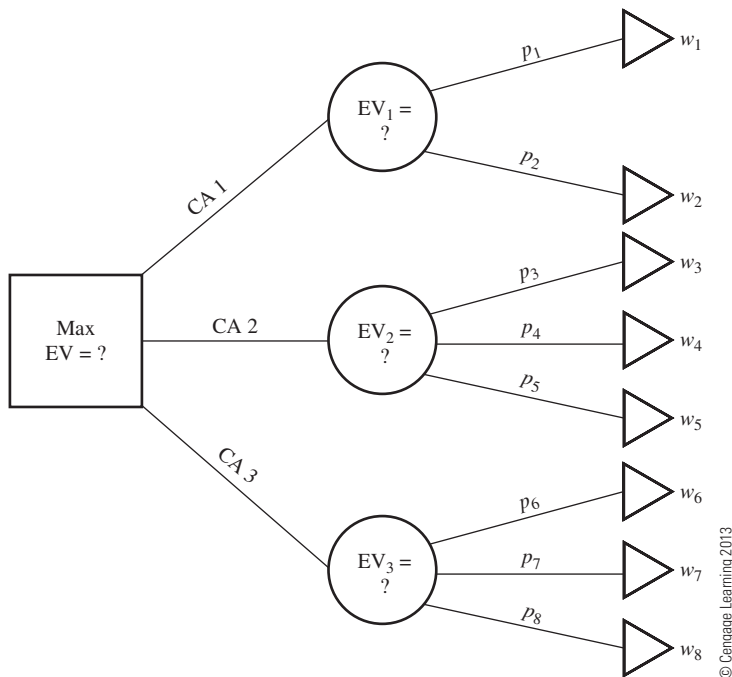 p₁
w₁
EV₁ =
?
p₂
w₂
CA 1
p₃
w₃
Max
EV = ?
CA 2
EV₂ =
?
p₄
w₄
p₅
w₅
CA 3
p₆
w₆
EV₃ =
?
p₇
w₇
p₈
w₈
© Cengage Learning 2013